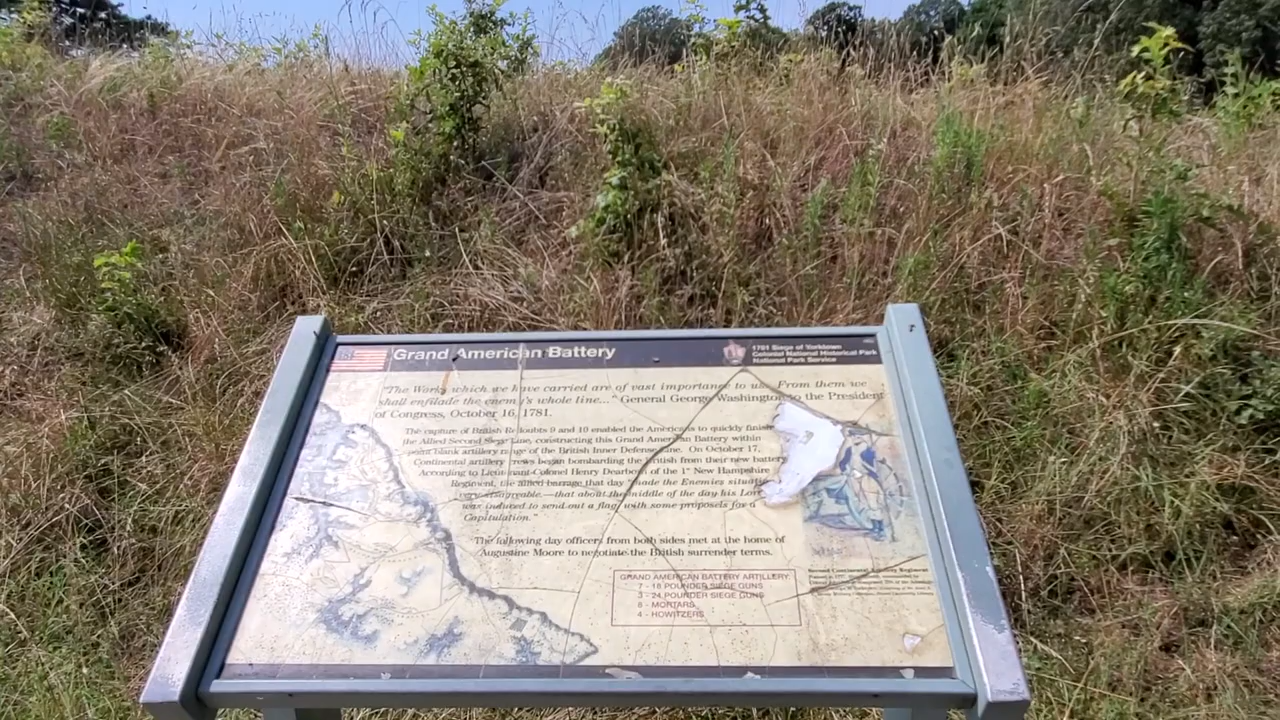 Grand American Battery
1781 Siege of Yorktown
Colonial National Historical Park
National Park Service
"The Works which we have carried are of vast importance to us. From them we
shall enfilade the enemy's whole line..." General George Washington to the President
of Congress, October 16, 1781.
The capture of British Redoubts 9 and 10 enabled the Americans to quickly finish
the Allied Second Siege Line, constructing this Grand American Battery within
point blank artillery range of the British Inner Defense Line. On October 17,
Continental artillery crews began bombarding the British from their new battery
According to Lieutenant-Colonel Henry Dearborn of the 1st New Hampshire
Regiment, the allied barrage that day "made the Enemies
very disagreable.—that about the middle of the day his Lord
was induced to send out a flag, with some proposals for a
Capitulation."
The following day officers from both sides met at the home of
Augustine Moore to negotiate the British surrender terms.
GRAND AMERICAN BATTERY ARTILLERY:
7 - 18 POUNDER SIEGE GUNS
3 - 24 POUNDER SIEGE GUNS
8 - MORTARS
4 - HOWITZERS
Second Continental Artillery Regiment